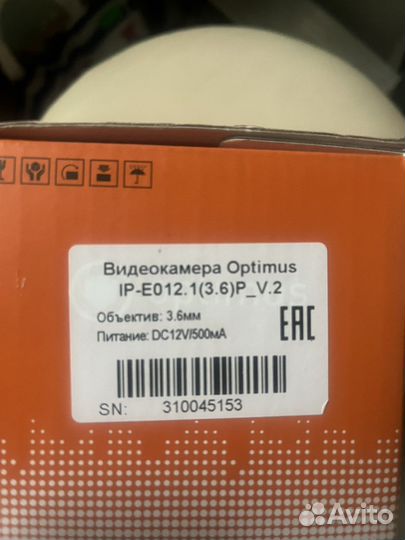 Видеокамера Optimus
IP-E012.1(3.6)P_V.2
Объектив: 3.6мм
Питание: DC12V/500мА
EAC
SN: 310045153
Avito